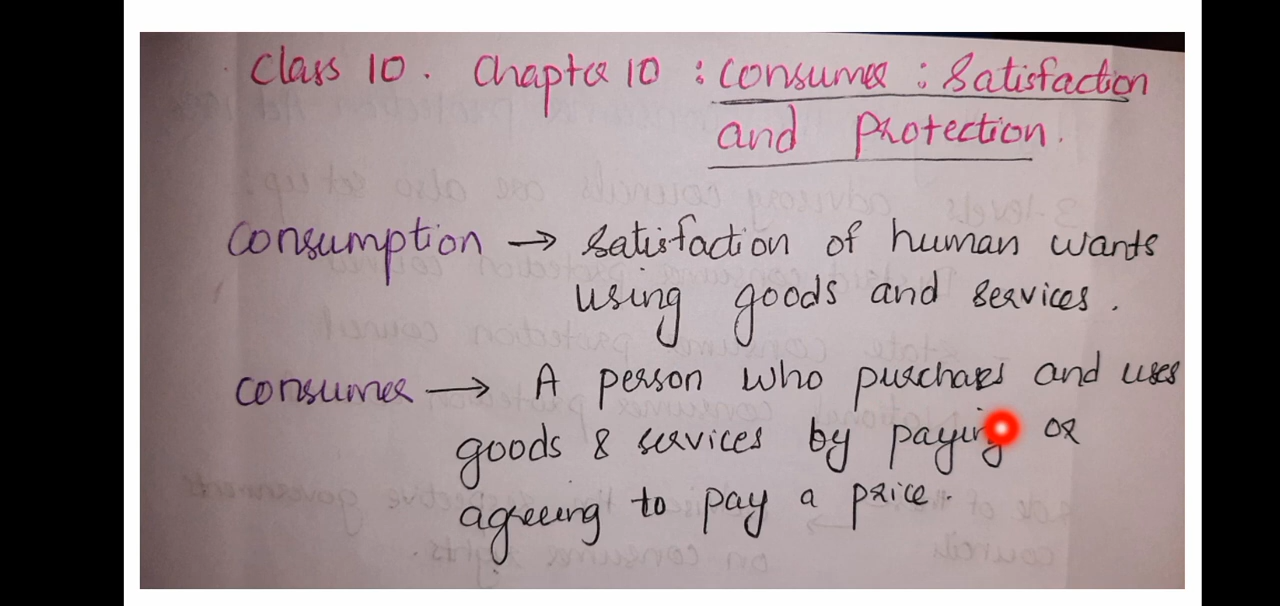 Class 10. Chapter 10 : Consumer : Satisfaction
and Protection.
Consumption → Satisfaction of human wants
using goods and services.
Consumer → A person who purchases and uses
goods & services by paying or
agreeing to pay a price.